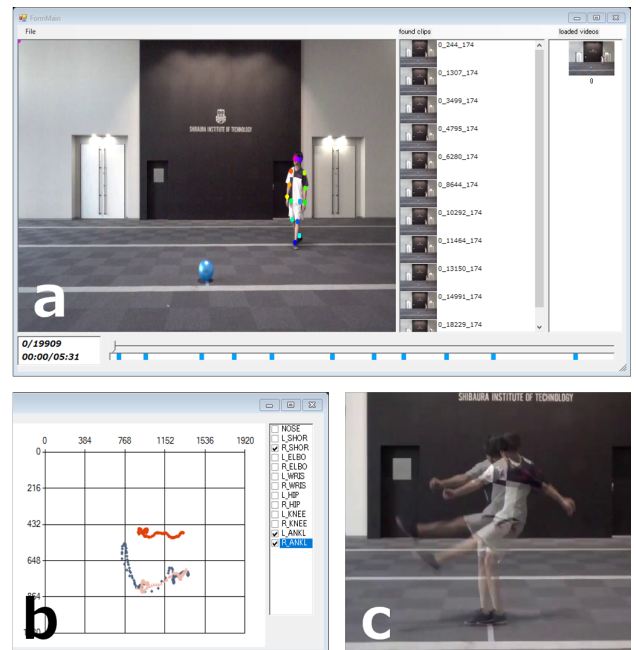 FormMain
File
found clips
loaded videos
0_244_174
0_1307_174
0_3499_174
0_4795_174
0_6280_174
0_8644_174
0_10292_174
0_11464_174
0_13150_174
0_14991_174
0_18229_174
0
SHIBAURA INSTITUTE OF TECHNOLOGY
a
0/19909
00:00/05:31
0 384 768 1152 1536 1920
0
216
432
648
864
NOSE
L_SHOR
R_SHOR
L_ELBO
R_ELBO
L_WRIS
R_WRIS
L_HIP
R_HIP
L_KNEE
R_KNEE
L_ANKL
R_ANKL
b
SHIBAURA INSTITUTE OF TECHNOLOGY
c